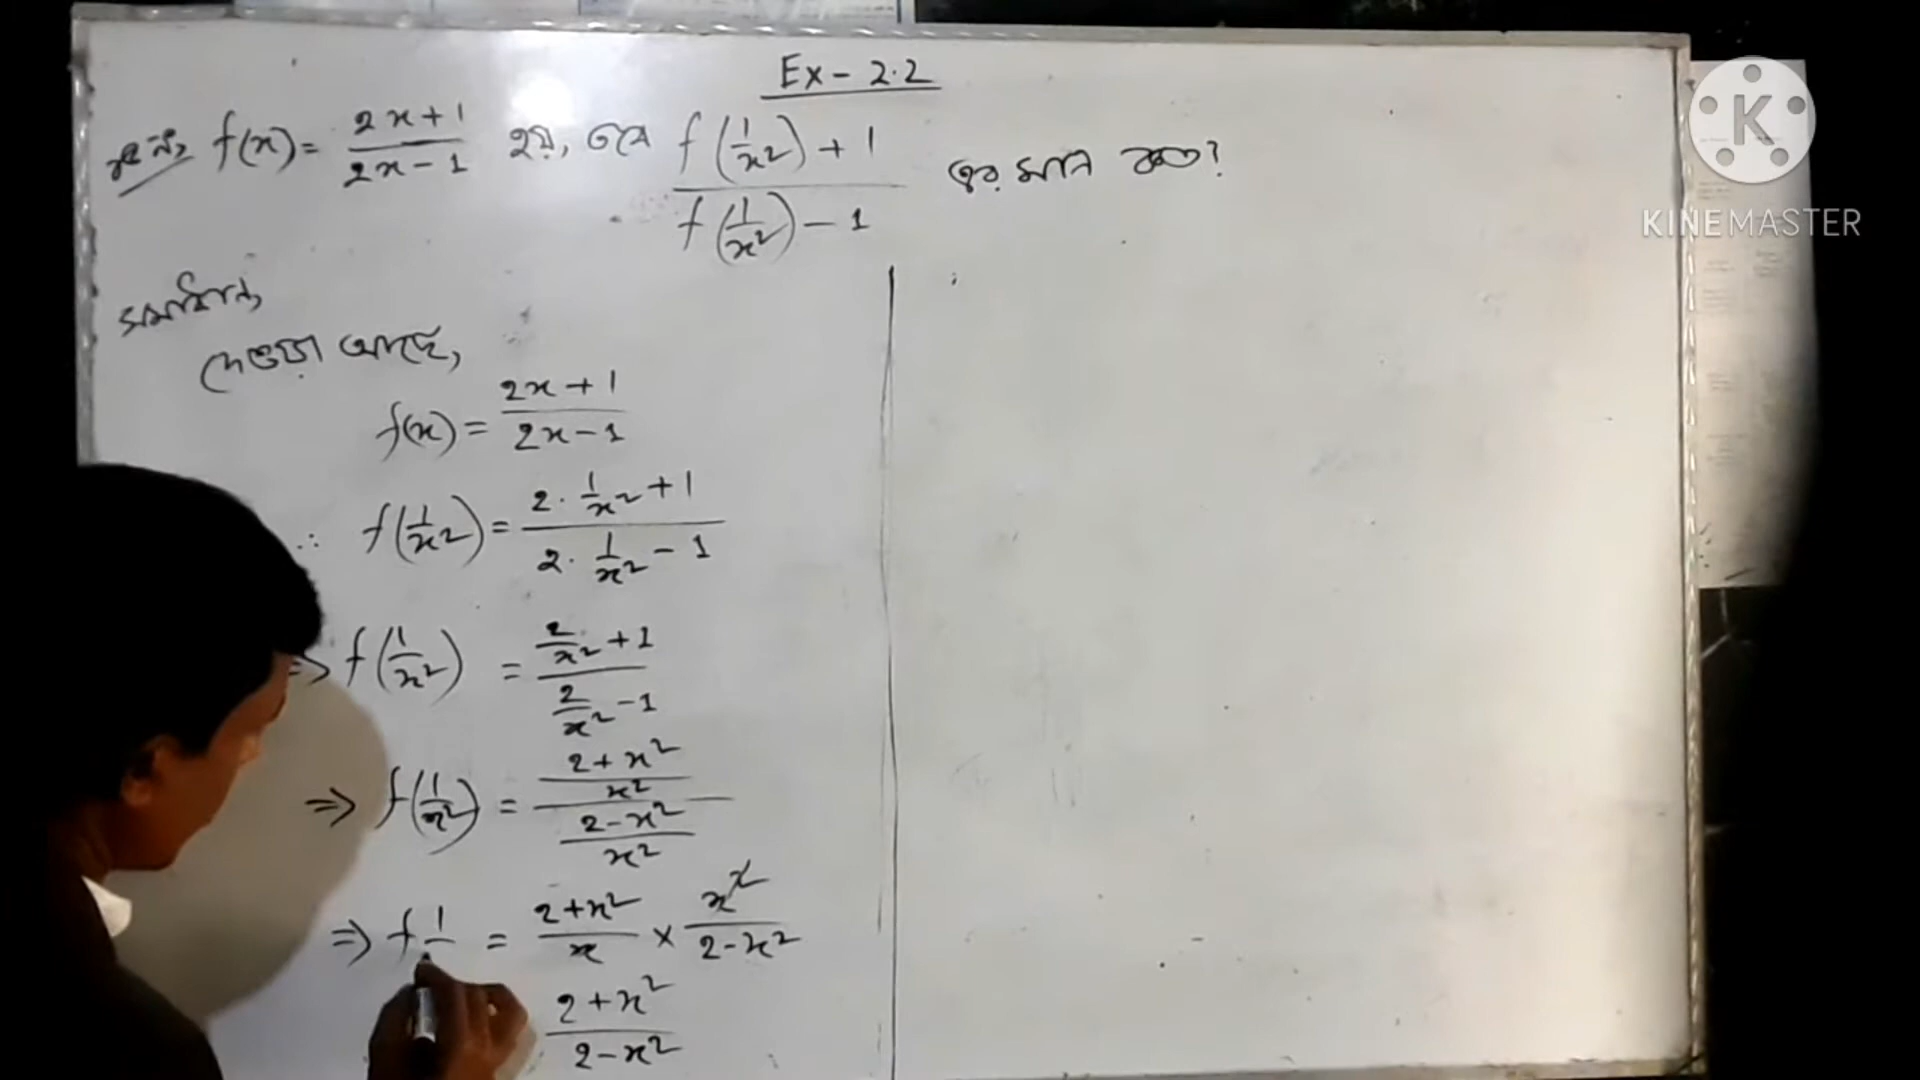 Ex - 2.2
f(x) = (2x+1)/(2x-1) হয়, তবে (f(1/x²)+1)/(f(1/x²)-1) এর মান কত?
সমাধান,
দেওয়া আছে,
f(x) = (2x+1)/(2x-1)
∴ f(1/x²) = (2·1/x²+1)/(2·1/x²-1)
⇒ f(1/x²) = (2/x²+1)/(2/x²-1)
⇒ f(1/x²) = ((2+x²)/x²)/((2-x²)/x²)
⇒ f 1/ = (2+x²)/x × x²/(2-x²)
(2+x²)/(2-x²)
K
KINEMASTER